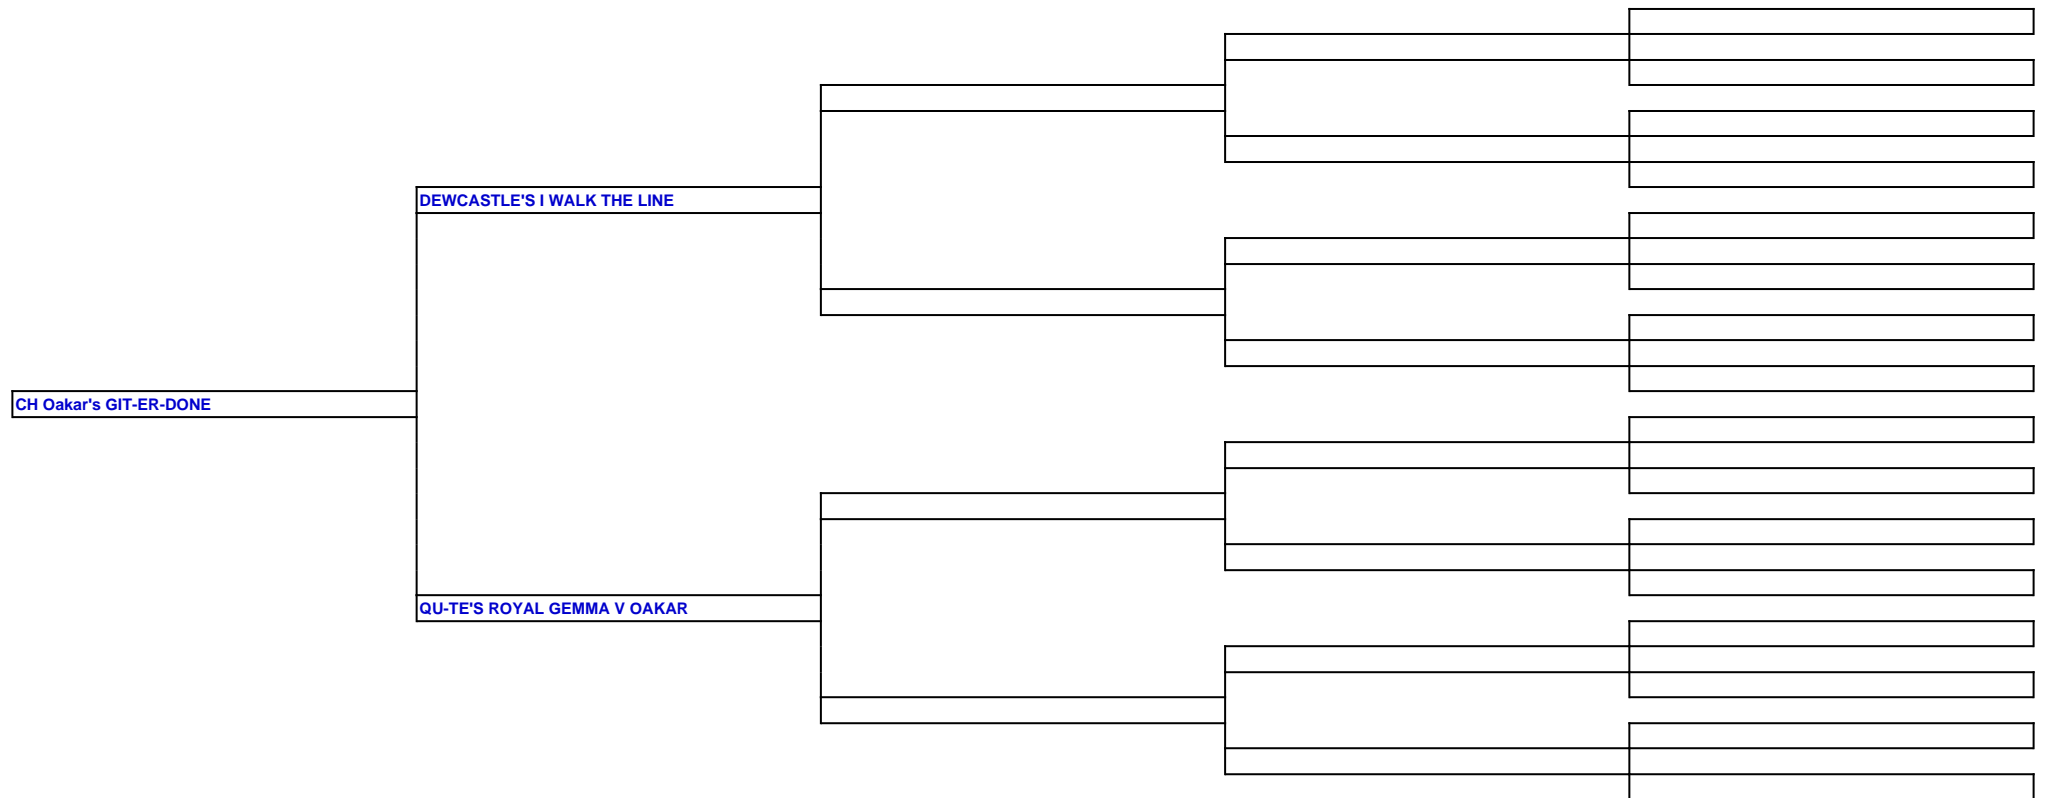 DEWCASTLE'S I WALK THE LINE
CH Oakar's GIT-ER-DONE
QU-TE'S ROYAL GEMMA V OAKAR